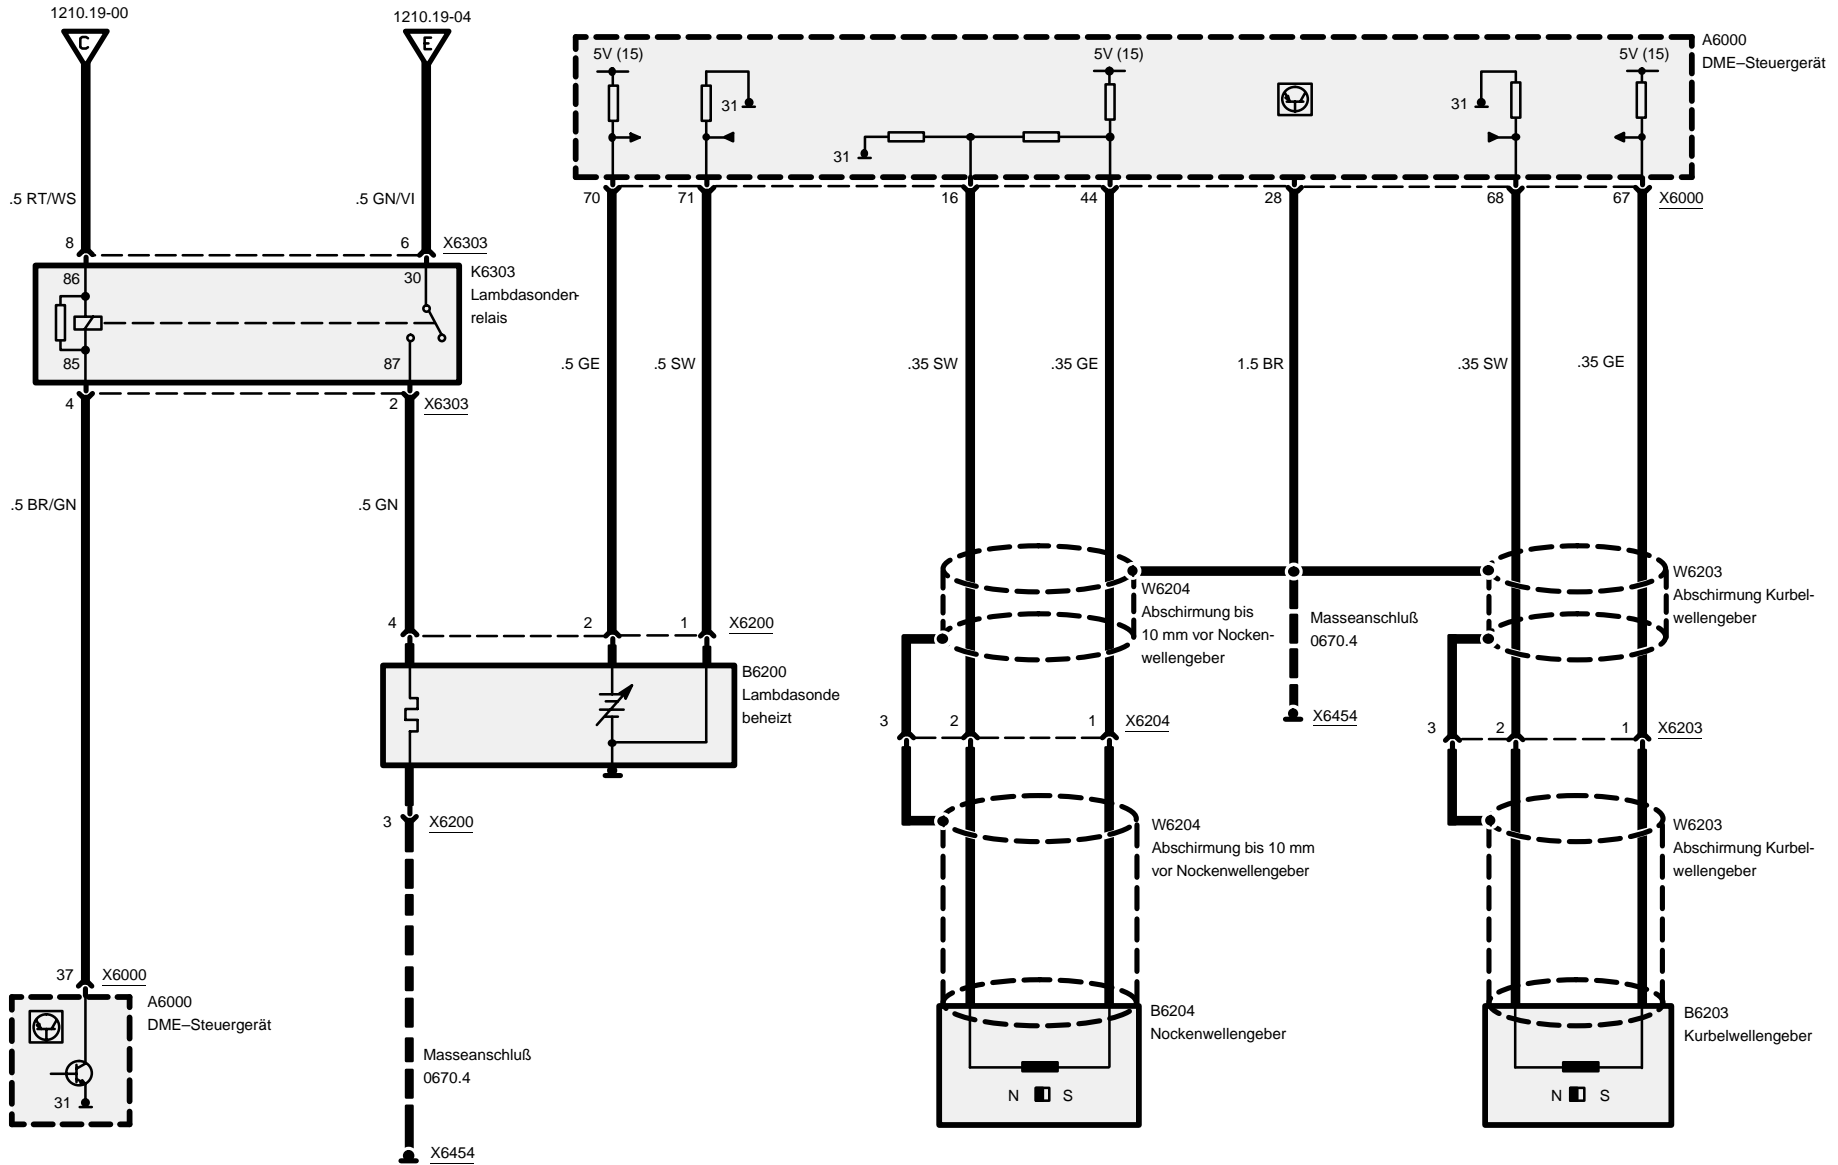 1210.19-00
1210.19-04
C
E
A6000
DME–Steuergerät
5V (15)
5V (15)
5V (15)
31
31
31
.5 RT/WS
.5 GN/VI
70
71
16
44
28
68
67
X6000
8
6
X6303
86
30
K6303
Lambdasonden-
relais
85
87
4
2
X6303
.5 GE
.5 SW
.35 SW
.35 GE
1.5 BR
.35 SW
.35 GE
.5 BR/GN
.5 GN
W6204
Abschirmung bis
10 mm vor Nocken-
wellengeber
Masseanschluß
0670.4
W6203
Abschirmung Kurbel-
wellengeber
4
2
1
X6200
B6200
Lambdasonde
beheizt
3
2
1
X6204
X6454
3
2
1
X6203
3
X6200
W6204
Abschirmung bis 10 mm
vor Nockenwellengeber
W6203
Abschirmung Kurbel-
wellengeber
37
X6000
A6000
DME–Steuergerät
31
Masseanschluß
0670.4
X6454
B6204
Nockenwellengeber
N
S
B6203
Kurbelwellengeber
N
S